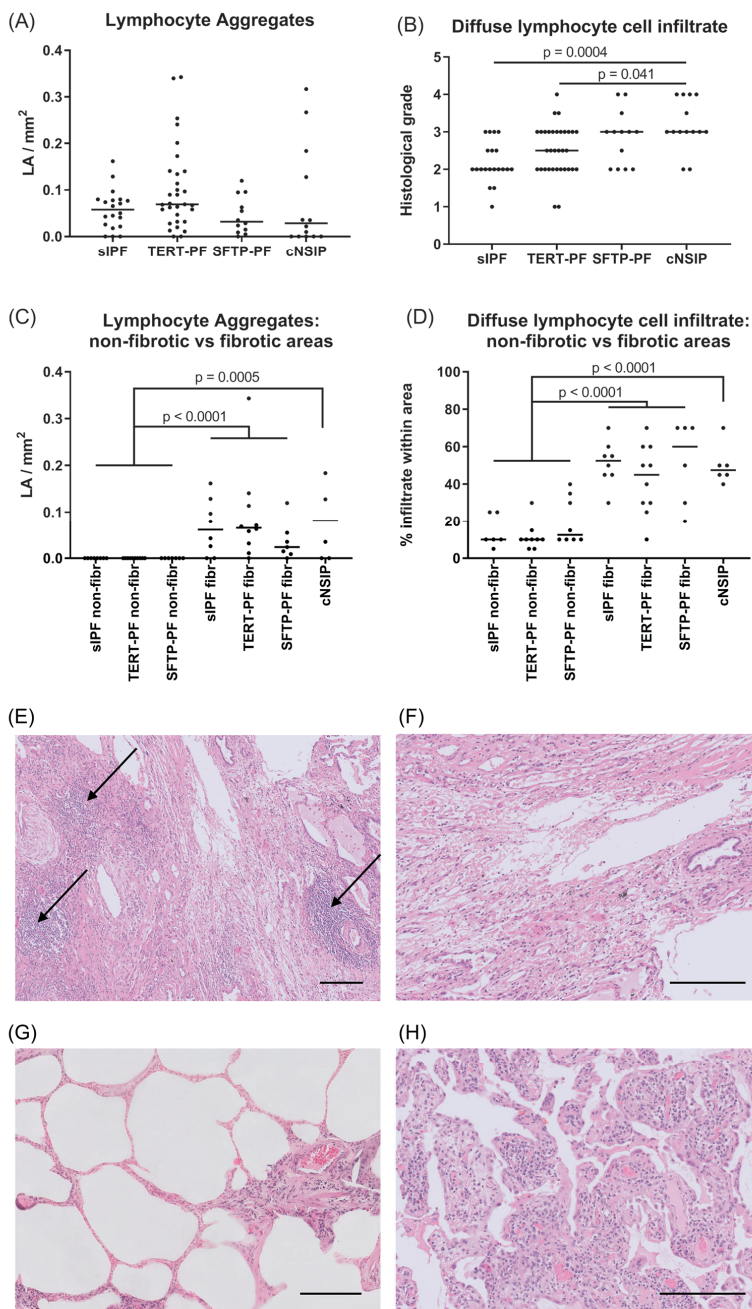 (A)
Lymphocyte Aggregates
LA / mm²
0.4
0.3
0.2
0.1
0.0
sIPF
TERT-PF
SFTP-PF
cNSIP
(B)
Diffuse lymphocyte cell infiltrate
p = 0.0004
p = 0.041
Histological grade
5
4
3
2
1
0
sIPF
TERT-PF
SFTP-PF
cNSIP
(C)
Lymphocyte Aggregates:
non-fibrotic vs fibrotic areas
p = 0.0005
p < 0.0001
LA / mm²
0.4
0.3
0.2
0.1
0.0
sIPF non-fibr
TERT-PF non-fibr
SFTP-PF non-fibr
sIPF fibr
TERT-PF fibr
SFTP-PF fibr
cNSIP
(D)
Diffuse lymphocyte cell infiltrate:
non-fibrotic vs fibrotic areas
p < 0.0001
p < 0.0001
% infiltrate within area
100
80
60
40
20
0
sIPF non-fibr
TERT-PF non-fibr
SFTP-PF non-fibr
sIPF fibr
TERT-PF fibr
SFTP-PF fibr
cNSIP
(E)
(F)
(G)
(H)